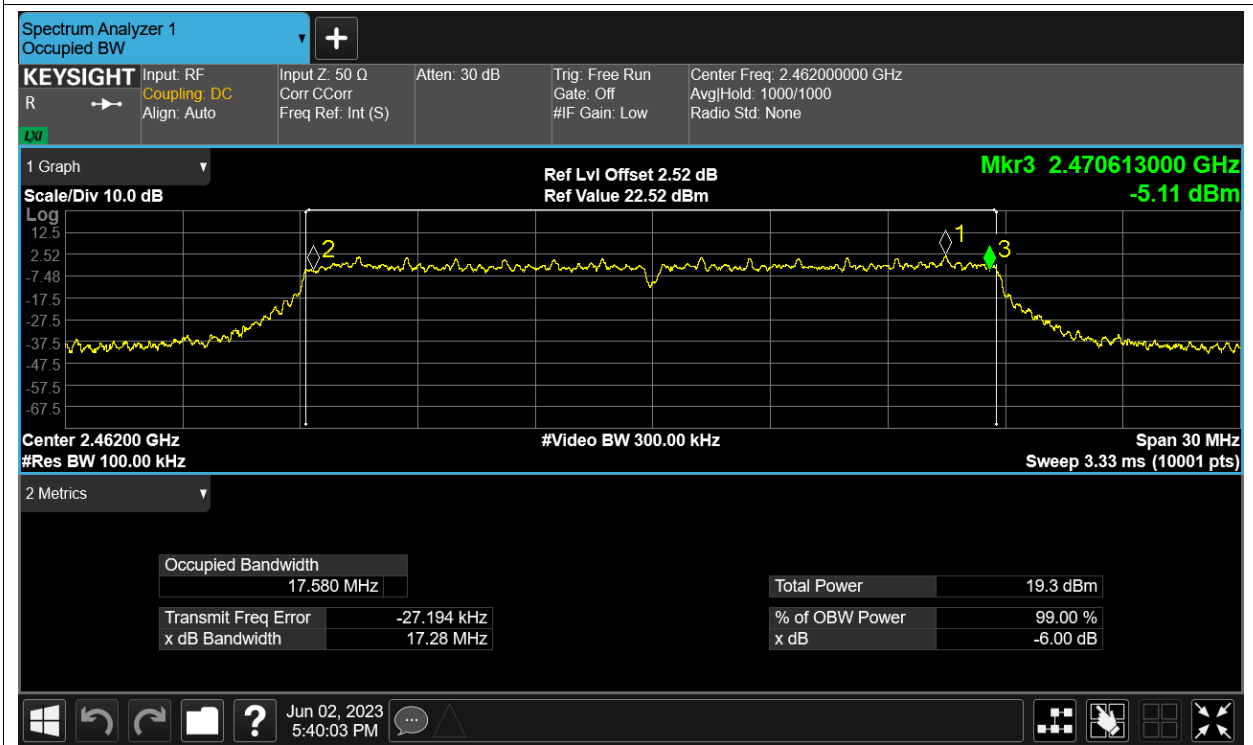 Spectrum Analyzer 1
Occupied BW
KEYSIGHT
R
LXI
Input: RF
Coupling: DC
Align: Auto
Input Z: 50 Ω
Corr CCorr
Freq Ref: Int (S)
Atten: 30 dB
Trig: Free Run
Gate: Off
#IF Gain: Low
Center Freq: 2.462000000 GHz
Avg|Hold: 1000/1000
Radio Std: None
1 Graph
Scale/Div 10.0 dB
Ref Lvl Offset 2.52 dB
Ref Value 22.52 dBm
Mkr3 2.470613000 GHz
-5.11 dBm
Log
12.5
2.52
-7.48
-17.5
-27.5
-37.5
-47.5
-57.5
-67.5
2
1
3
Center 2.46200 GHz
#Video BW 300.00 kHz
Span 30 MHz
#Res BW 100.00 kHz
Sweep 3.33 ms (10001 pts)
2 Metrics
Occupied Bandwidth
17.580 MHz
Total Power 19.3 dBm
Transmit Freq Error -27.194 kHz
% of OBW Power 99.00 %
x dB Bandwidth 17.28 MHz
x dB -6.00 dB
?
Jun 02, 2023
5:40:03 PM